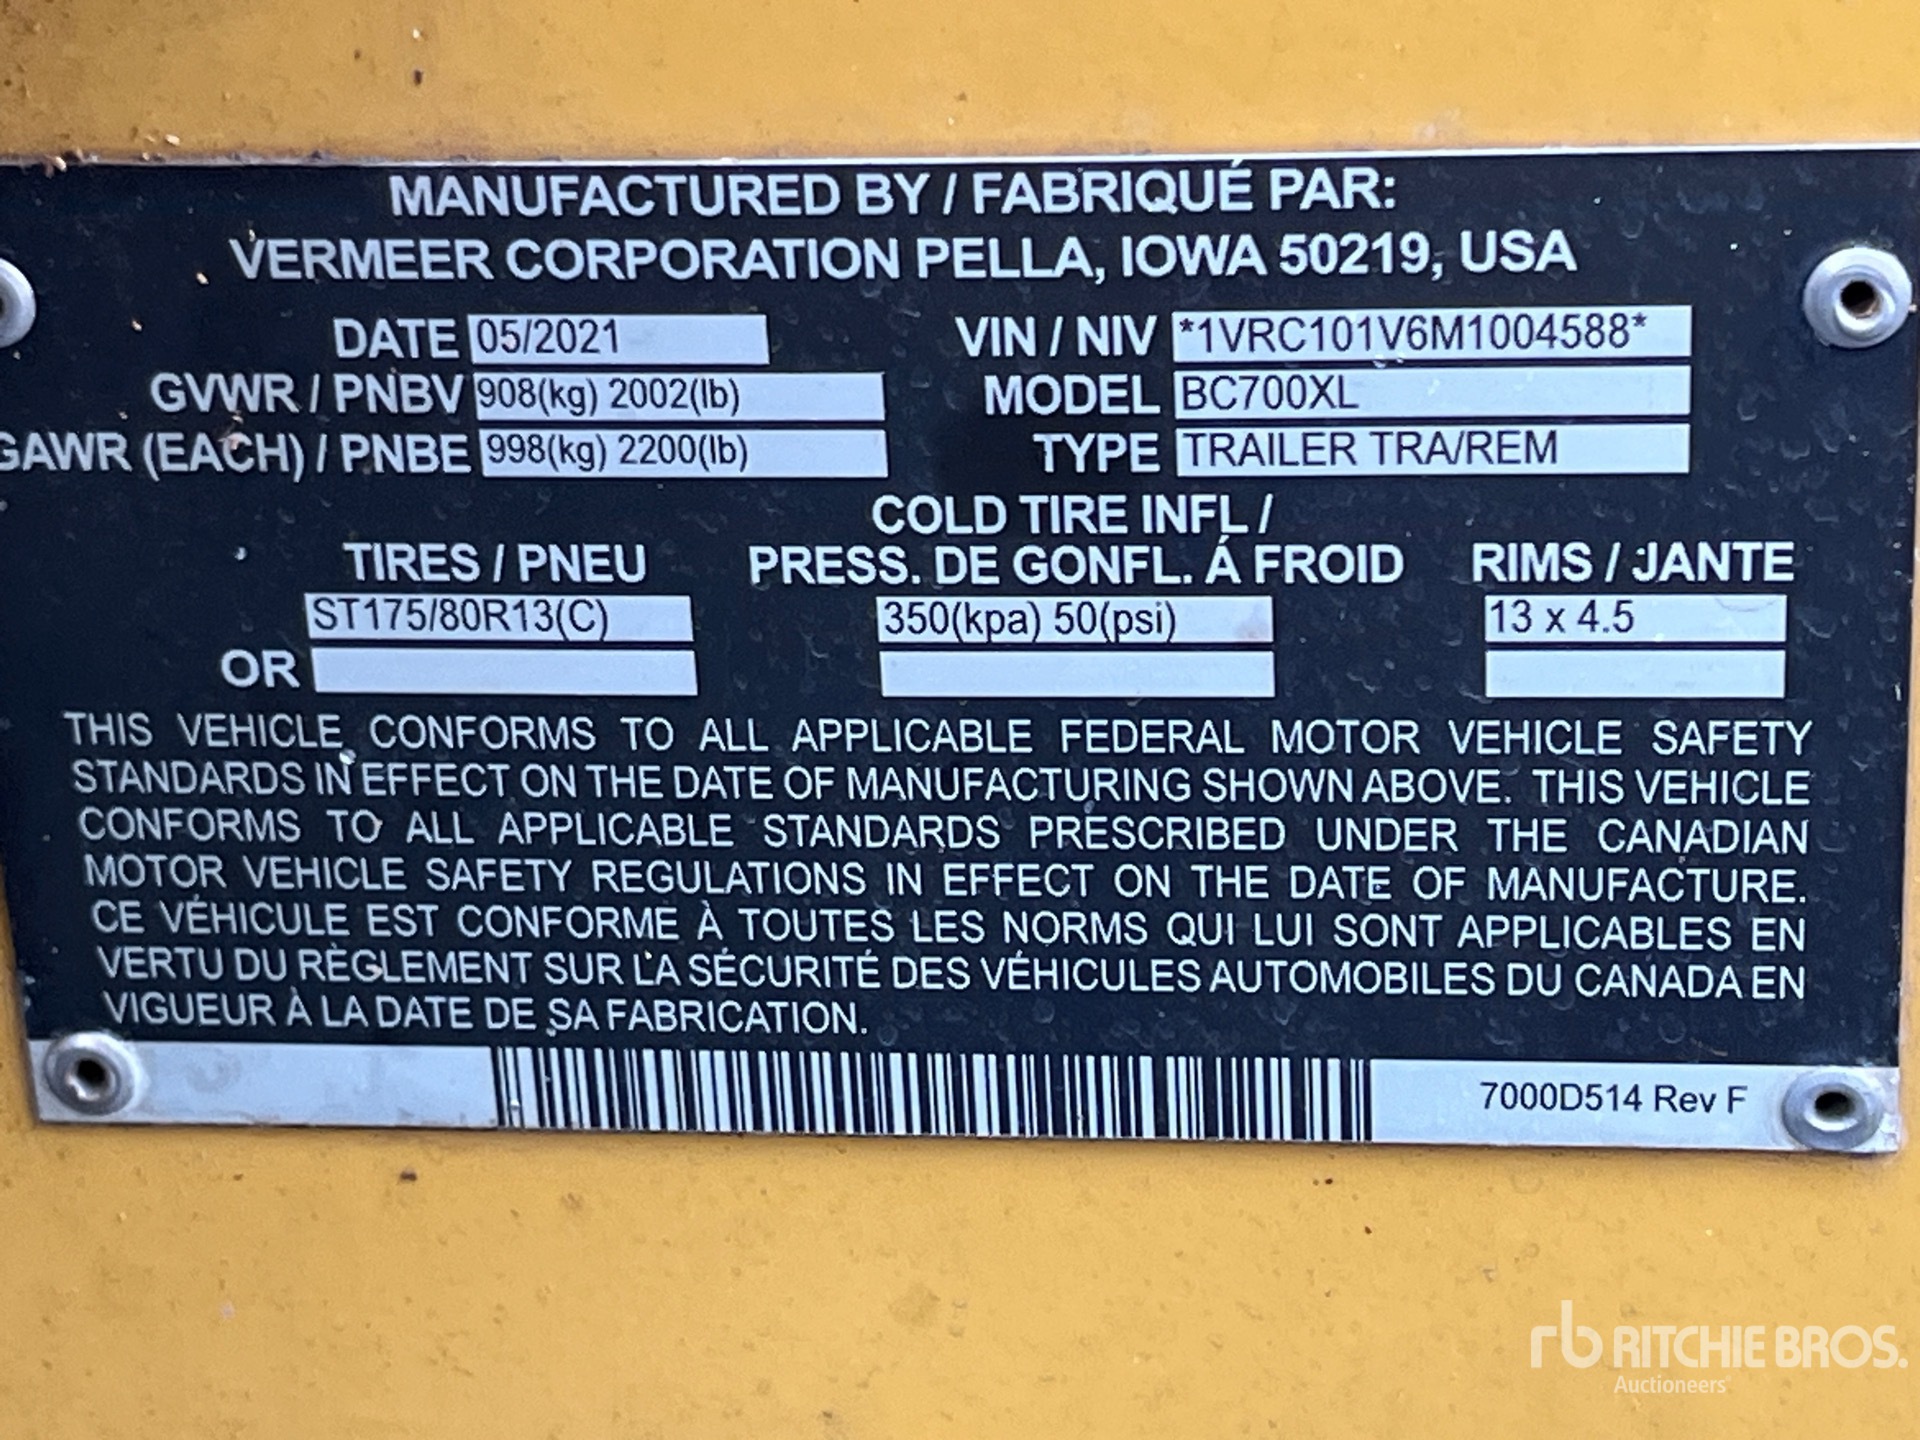 MANUFACTURED BY / FABRIQUÉ PAR:
VERMEER CORPORATION PELLA, IOWA 50219, USA
DATE 05/2021 VIN / NIV *1VRC101V6M1004588*
GVWR / PNBV 908(kg) 2002(lb) MODEL BC700XL
GAWR (EACH) / PNBE 998(kg) 2200(lb) TYPE TRAILER TRA/REM
COLD TIRE INFL /
TIRES / PNEU PRESS. DE GONFL. Á FROID RIMS / JANTE
ST175/80R13(C) 350(kpa) 50(psi) 13 x 4.5
OR
THIS VEHICLE CONFORMS TO ALL APPLICABLE FEDERAL MOTOR VEHICLE SAFETY
STANDARDS IN EFFECT ON THE DATE OF MANUFACTURING SHOWN ABOVE. THIS VEHICLE
CONFORMS TO ALL APPLICABLE STANDARDS PRESCRIBED UNDER THE CANADIAN
MOTOR VEHICLE SAFETY REGULATIONS IN EFFECT ON THE DATE OF MANUFACTURE.
CE VÉHICULE EST CONFORME À TOUTES LES NORMS QUI LUI SONT APPLICABLES EN
VERTU DU RÈGLEMENT SUR LA SÉCURITÉ DES VÉHICULES AUTOMOBILES DU CANADA EN
VIGUEUR À LA DATE DE SA FABRICATION.
7000D514 Rev F
rb RITCHIE BROS.
Auctioneers